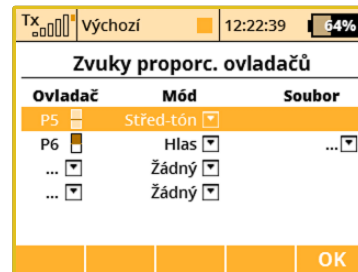 Tx Výchozí 12:22:39 64%
Zvuky proporc. ovladačů
Ovladač Mód Soubor
P5 Střed-tón
P6 Hlas ...
... Žádný
... Žádný
OK